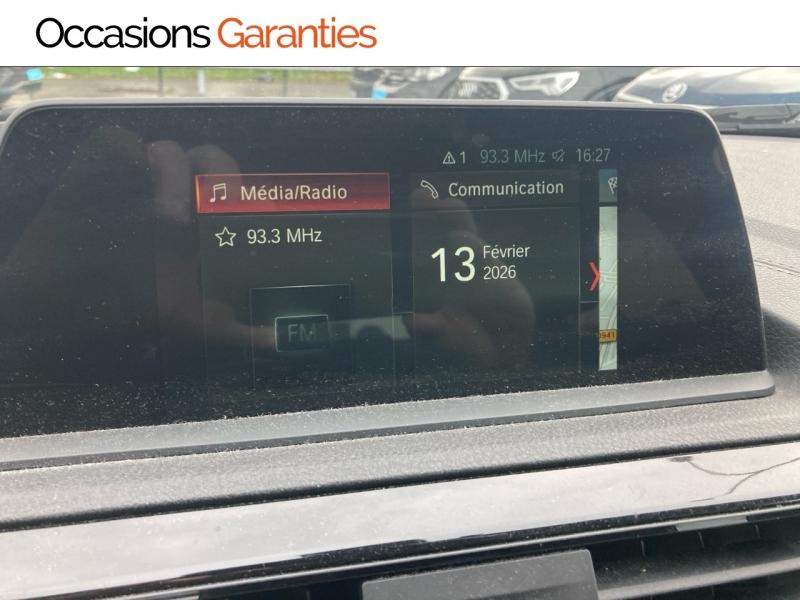 Occasions Garanties
1 93.3 MHz 16:27
Média/Radio
Communication
93.3 MHz
13 Février
2026
FM